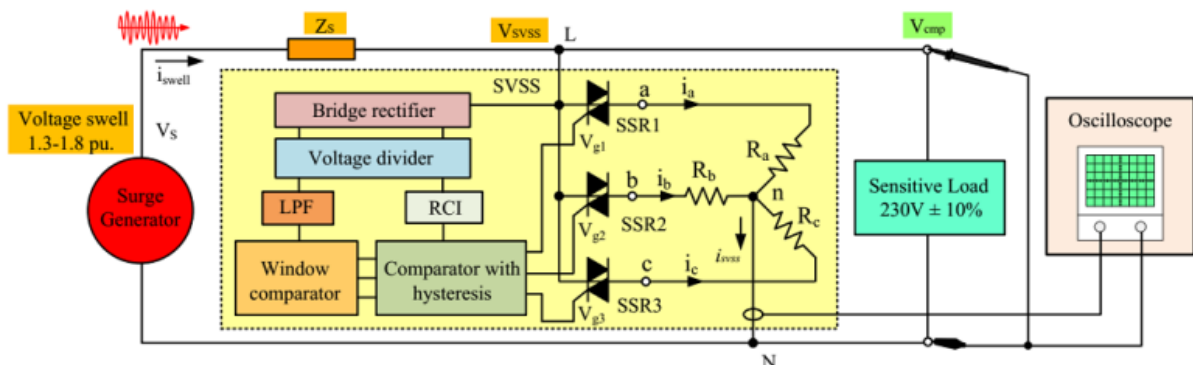 Zs
Vsvss
L
Vcmp
iswell
SVSS
a
ia
Bridge rectifier
SSR1
Oscilloscope
Voltage swell
1.3-1.8 pu.
VS
Vg1
Ra
Voltage divider
b
ib
Rb
n
Surge
Generator
LPF
RCI
Vg2
SSR2
Rc
Sensitive Load
230V ± 10%
isvss
Window
comparator
Comparator with
hysteresis
c
ic
Vg3
SSR3
N